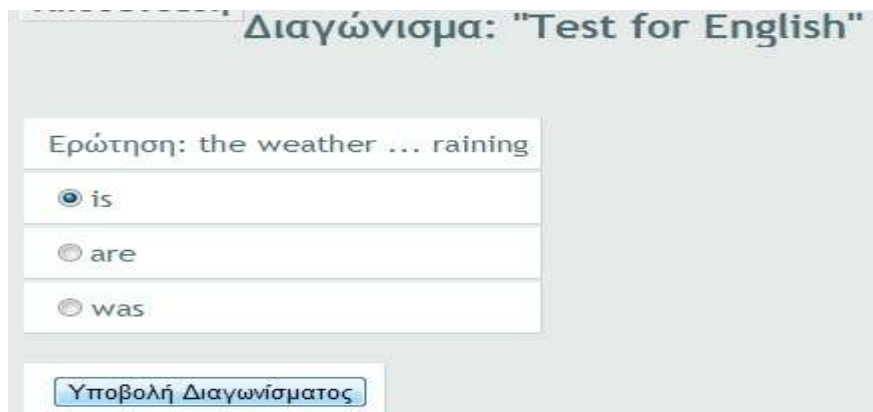 Διαγώνισμα: "Test for English"
Ερώτηση: the weather ... raining
is
are
was
Υποβολή Διαγωνίσματος